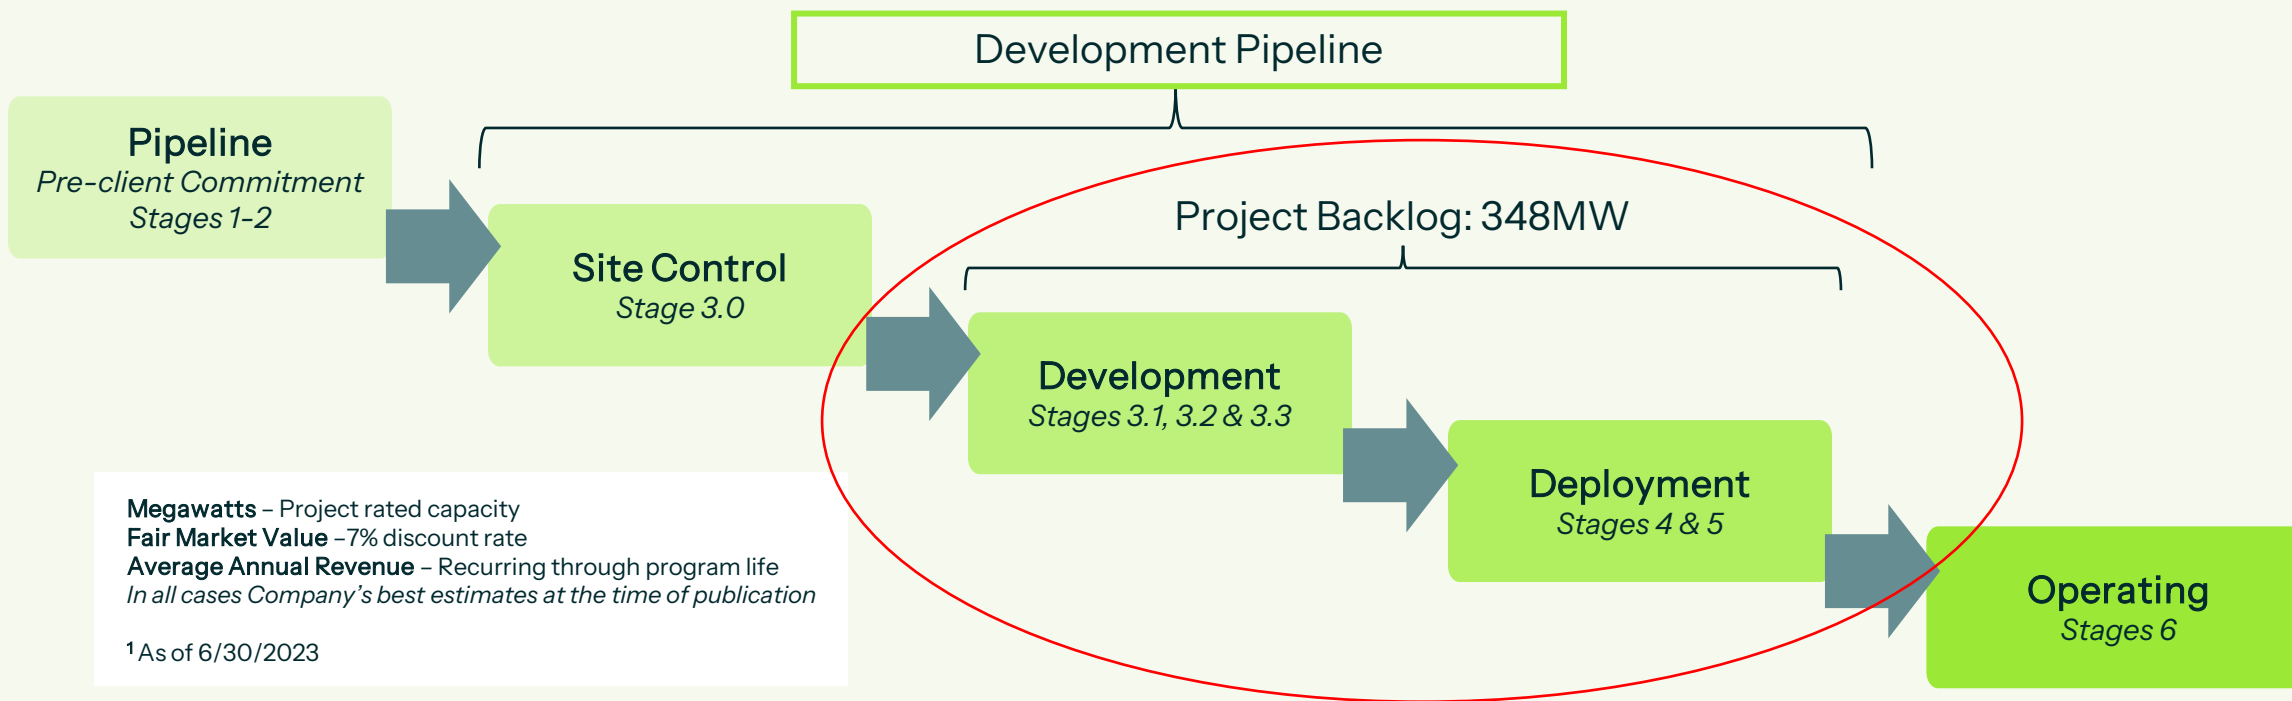 Development Pipeline
Pipeline
Pre-client Commitment
Stages 1-2
Project Backlog: 348MW
Site Control
Stage 3.0
Development
Stages 3.1, 3.2 & 3.3
Deployment
Stages 4 & 5
Operating
Stages 6
Megawatts – Project rated capacity
Fair Market Value –7% discount rate
Average Annual Revenue – Recurring through program life
In all cases Company’s best estimates at the time of publication
¹ As of 6/30/2023